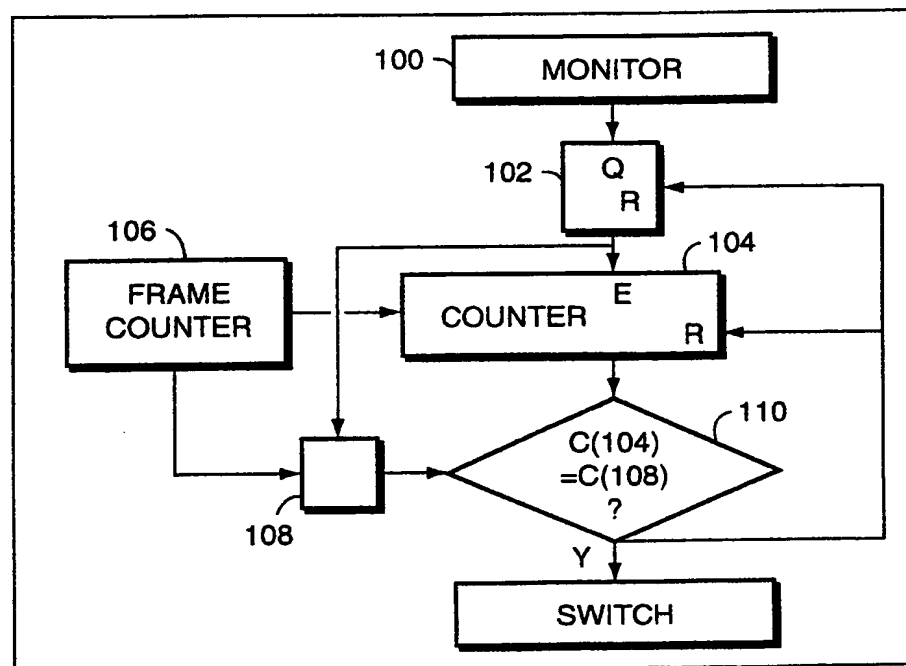 100
MONITOR
102
Q
R
106
104
FRAME
COUNTER
E
COUNTER
R
110
C(104)
=C(108)
?
108
Y
SWITCH